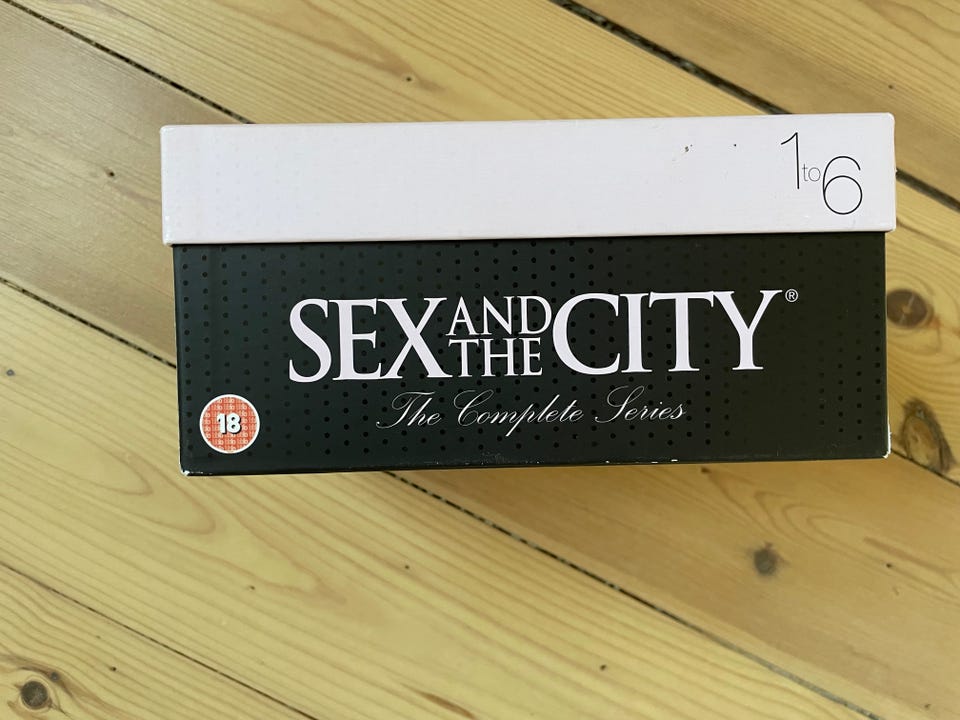 1 to 6
SEX AND THE CITY®
The Complete Series
18